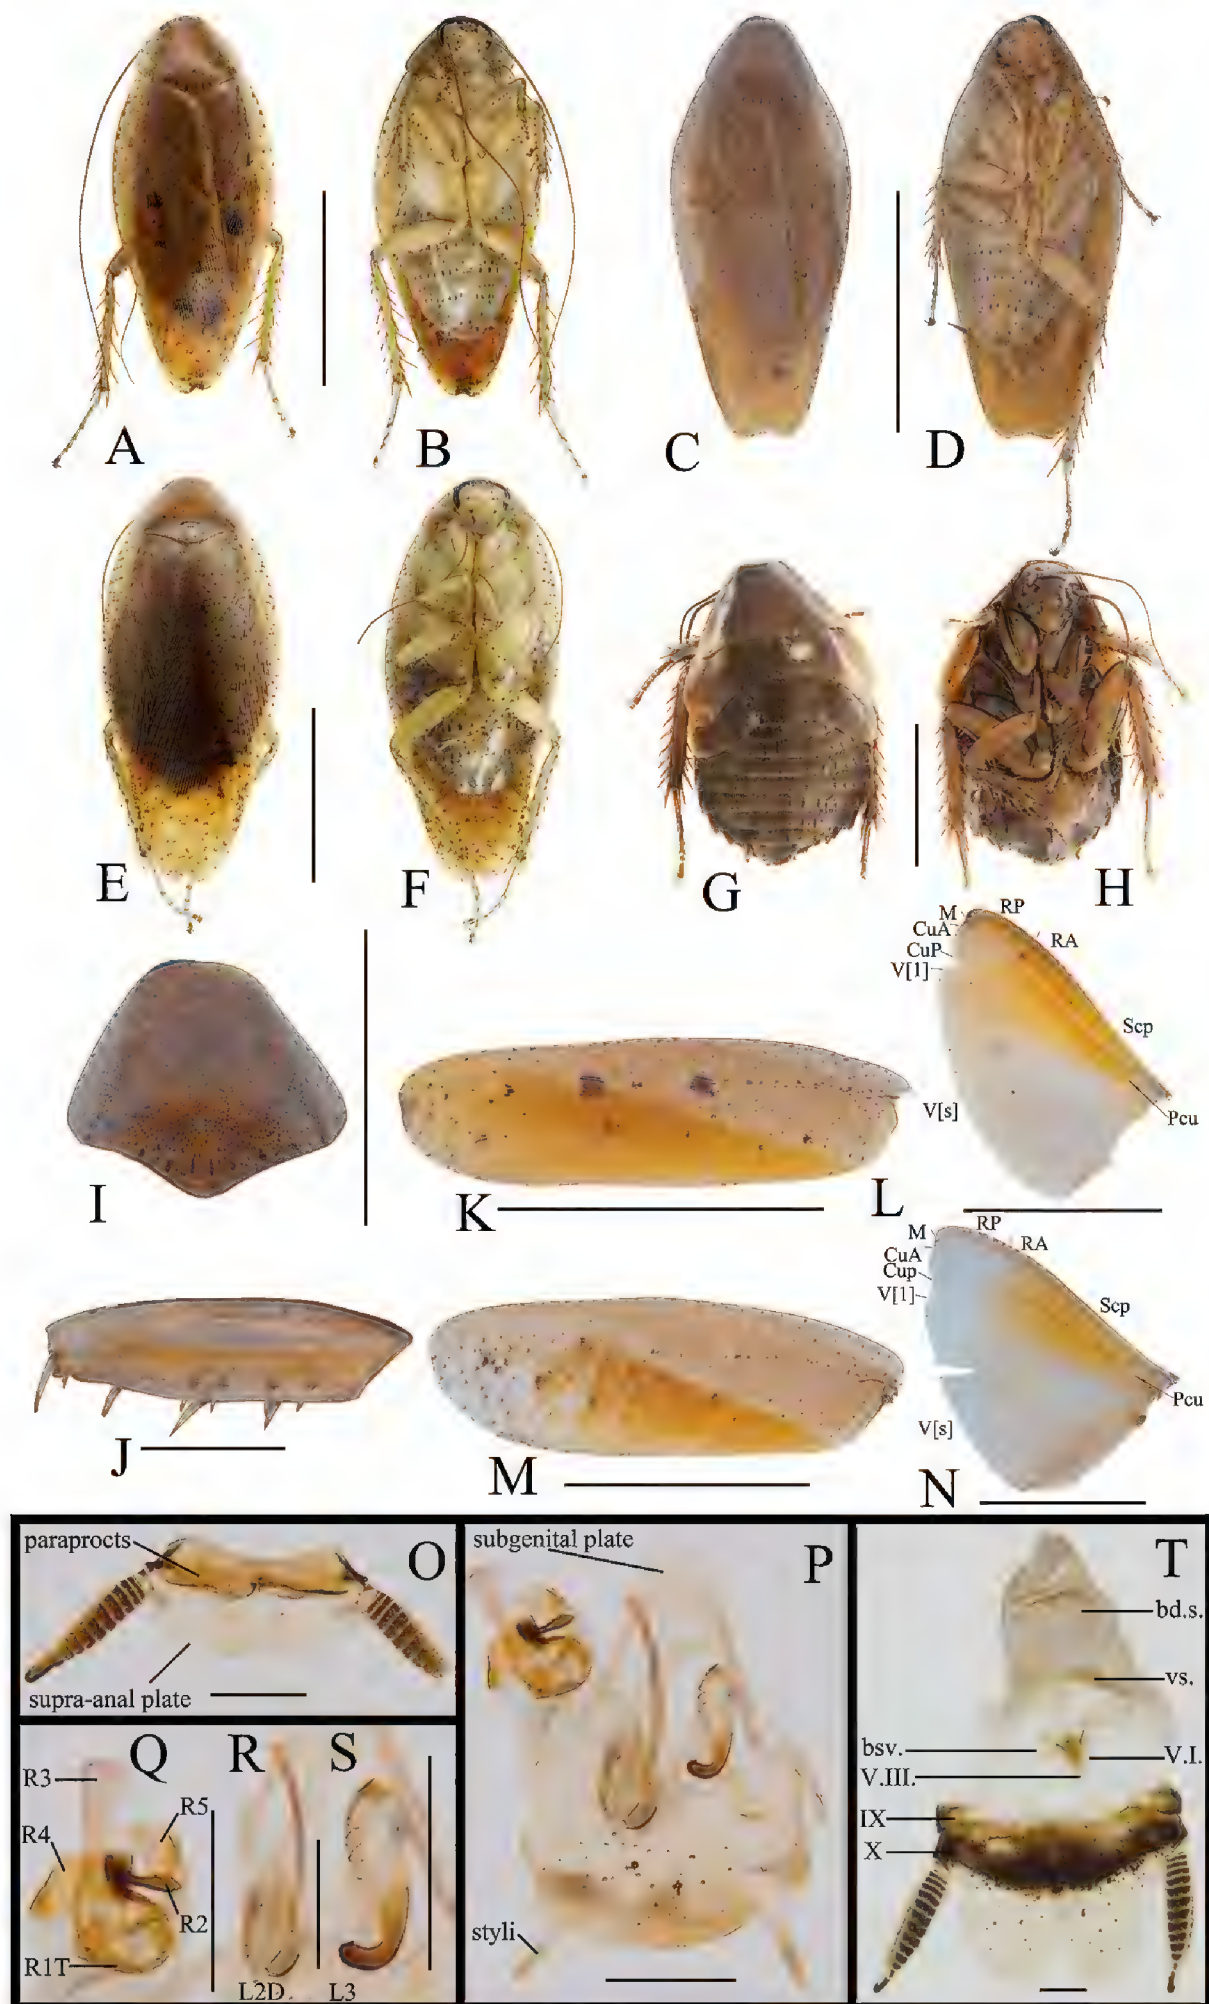 A
B
C
D
E
F
G
H
I
K
L
M
RP
CuA
RA
CuP
V[1]
Scp
V[s]
Pcu
J
M
N
M
RP
CuA
RA
Cup
V[1]
Scp
Pcu
V[s]
paraprocts
O
supra-anal plate
subgenital plate
P
styli
T
bd.s.
vs.
bsv.
V.I.
V.III.
IX
X
Q
R
S
R3
R5
R4
R2
R1T
L2D
L3